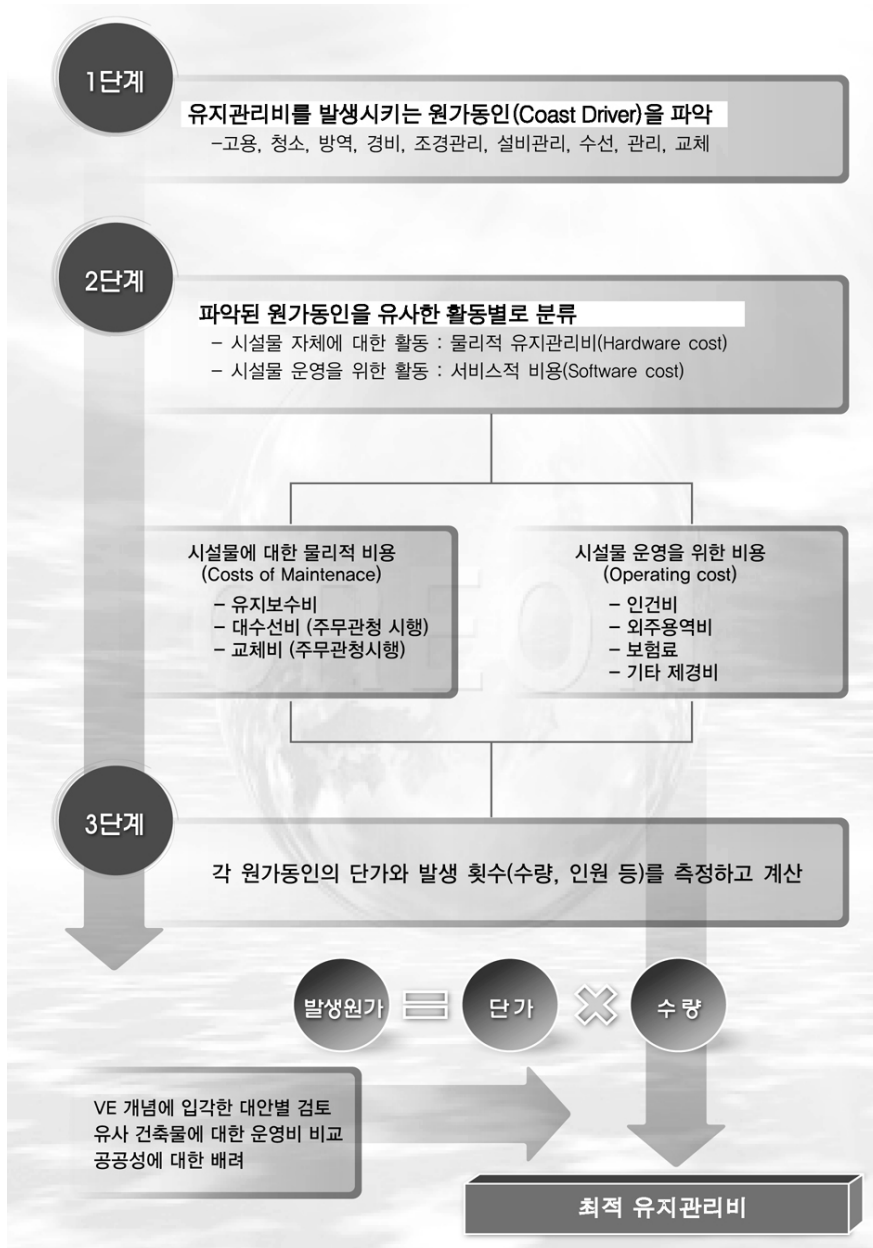 1단계
유지관리비를 발생시키는 원가동인(Coast Driver)을 파악
-고용, 청소, 방역, 경비, 조경관리, 설비관리, 수선, 관리, 교체
2단계
파악된 원가동인을 유사한 활동별로 분류
- 시설물 자체에 대한 활동 : 물리적 유지관리비(Hardware cost)
- 시설물 운영을 위한 활동 : 서비스적 비용(Software cost)
시설물에 대한 물리적 비용
(Costs of Maintenace)
- 유지보수비
- 대수선비 (주무관청 시행)
- 교체비 (주무관청시행)
시설물 운영을 위한 비용
(Operating cost)
- 인건비
- 외주용역비
- 보험료
- 기타 제경비
CREON
3단계
각 원가동인의 단가와 발생 횟수(수량, 인원 등)를 측정하고 계산
발생원가 = 단가 × 수량
VE 개념에 입각한 대안별 검토
유사 건축물에 대한 운영비 비교
공공성에 대한 배려
최적 유지관리비